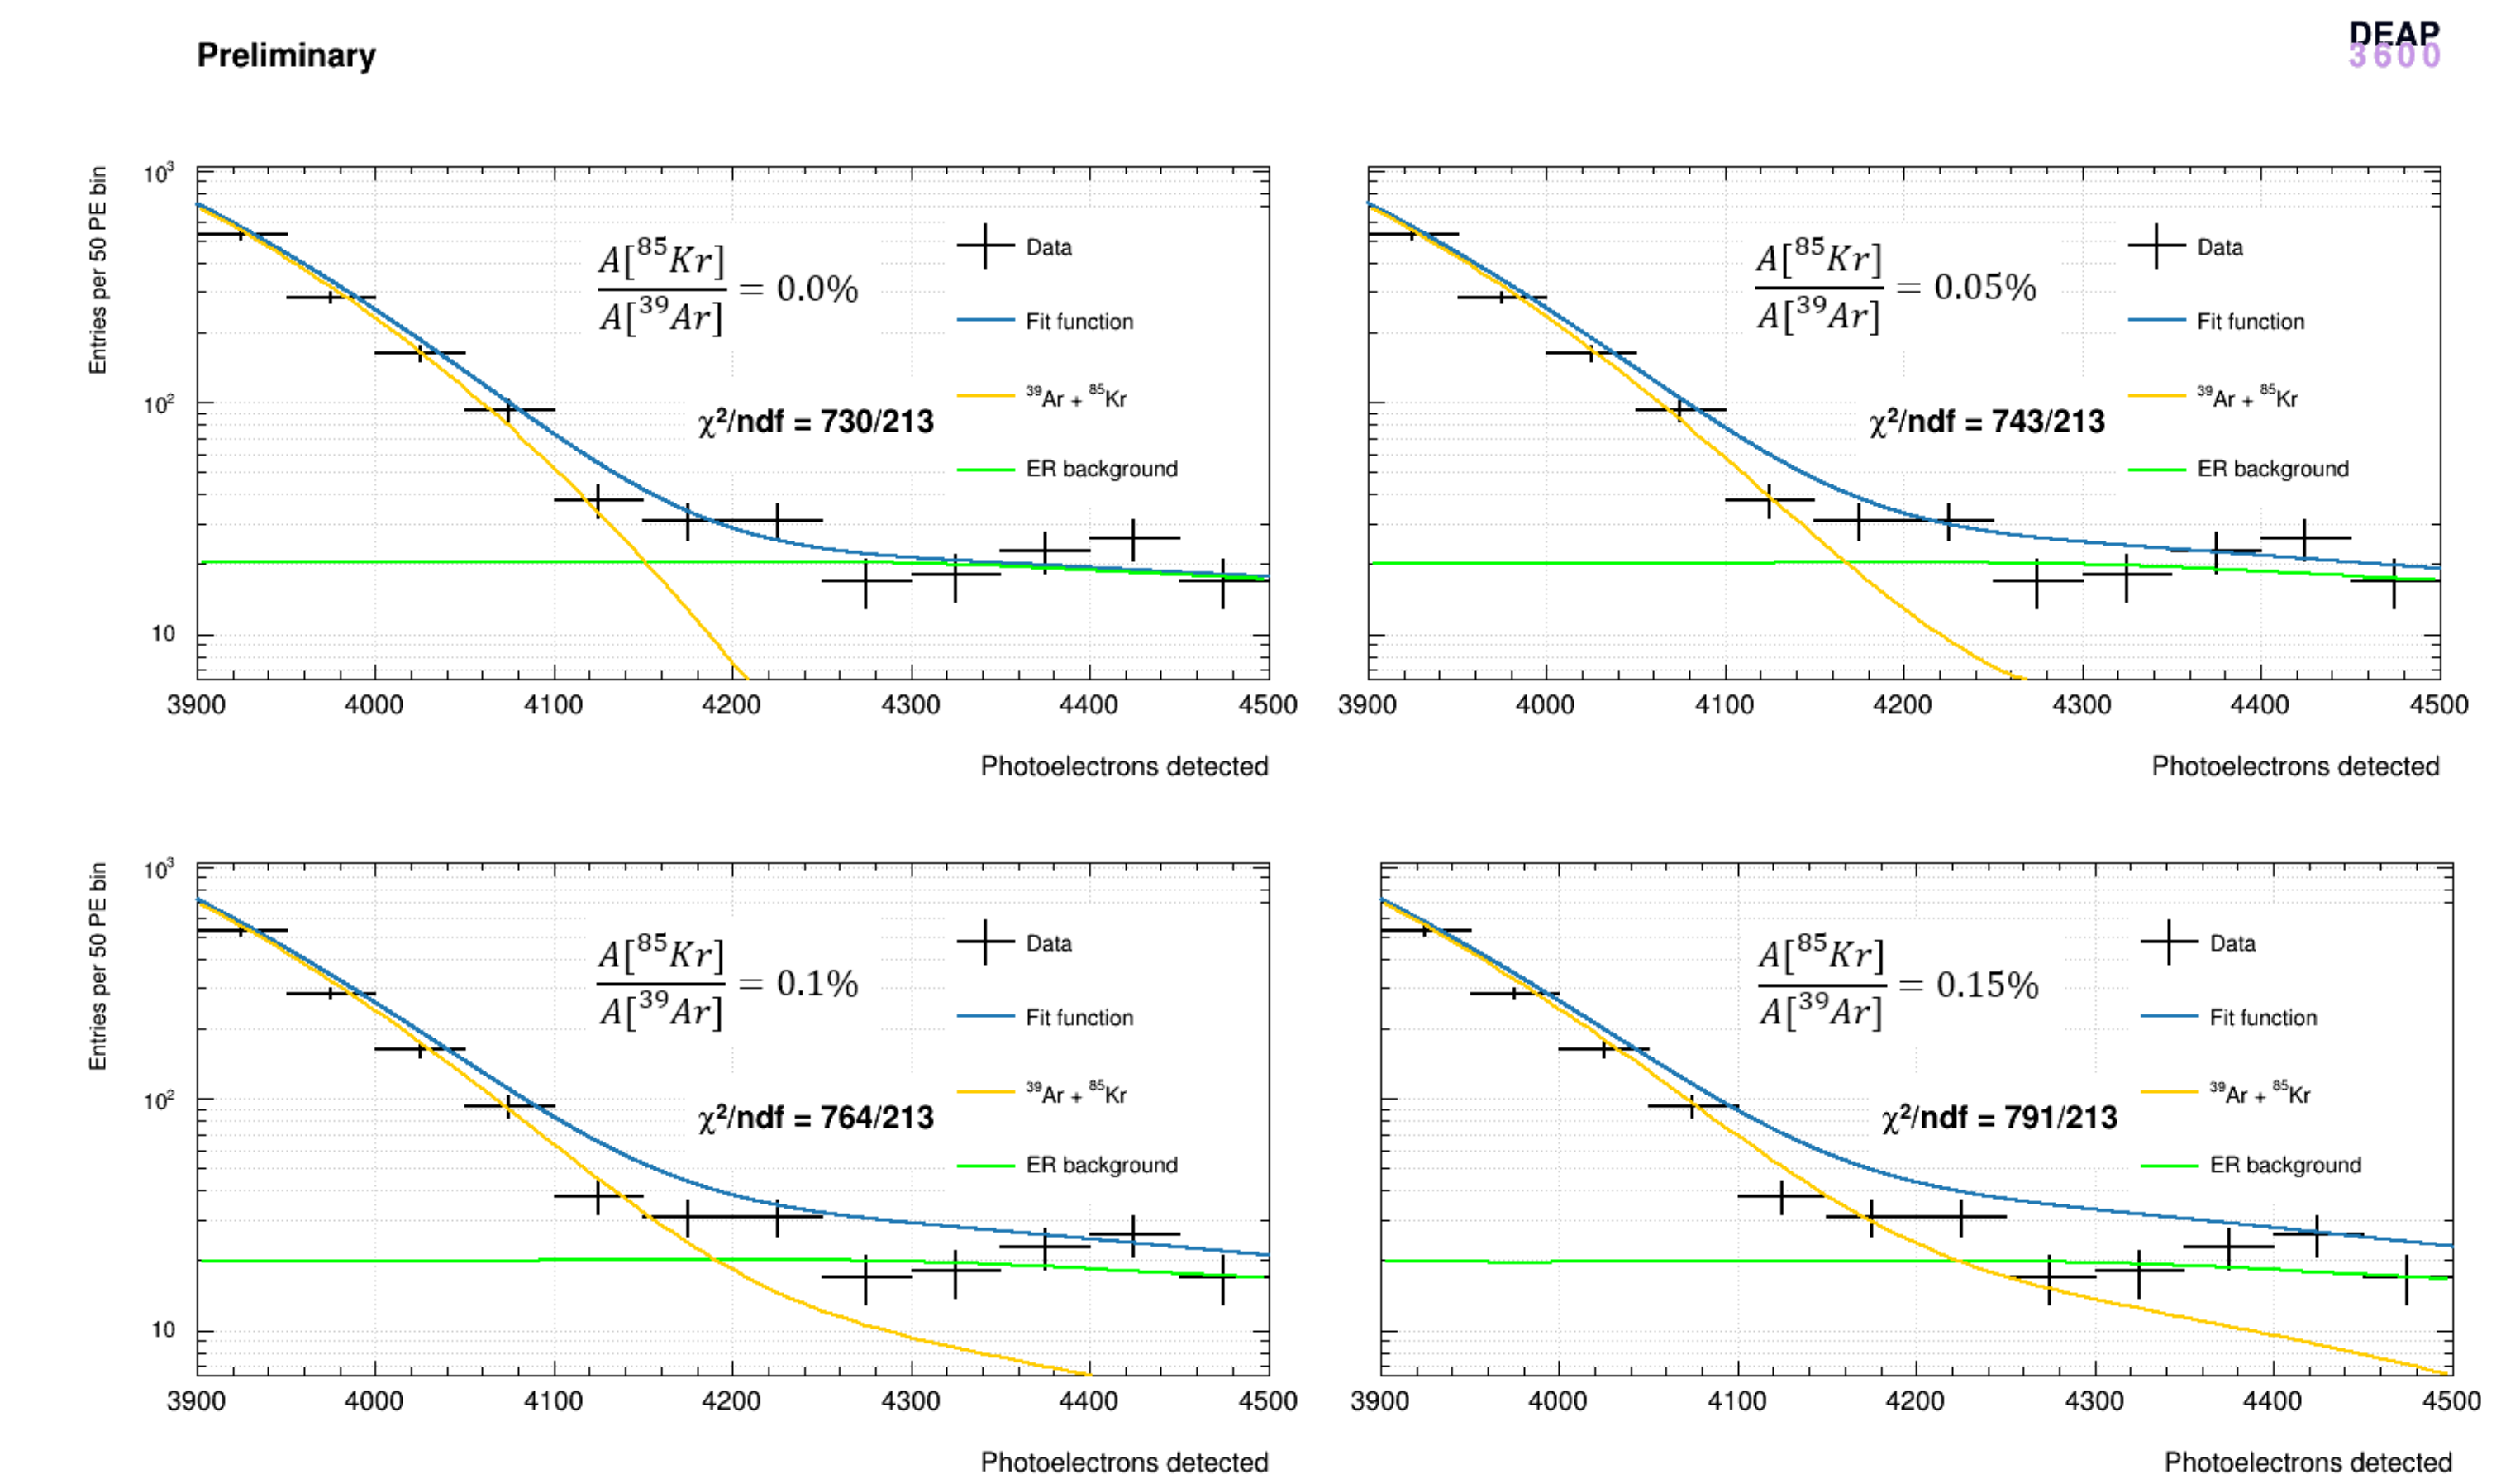 Preliminary
DEAP
3600
Entries per 50 PE bin
10³
10²
10
A[⁸⁵Kr]
A[³⁹Ar]
= 0.0%
χ²/ndf = 730/213
Data
Fit function
³⁹Ar + ⁸⁵Kr
ER background
3900 4000 4100 4200 4300 4400 4500
Photoelectrons detected
A[⁸⁵Kr]
A[³⁹Ar]
= 0.05%
χ²/ndf = 743/213
Data
Fit function
³⁹Ar + ⁸⁵Kr
ER background
3900 4000 4100 4200 4300 4400 4500
Photoelectrons detected
Entries per 50 PE bin
10³
10²
10
A[⁸⁵Kr]
A[³⁹Ar]
= 0.1%
χ²/ndf = 764/213
Data
Fit function
³⁹Ar + ⁸⁵Kr
ER background
3900 4000 4100 4200 4300 4400 4500
Photoelectrons detected
A[⁸⁵Kr]
A[³⁹Ar]
= 0.15%
χ²/ndf = 791/213
Data
Fit function
³⁹Ar + ⁸⁵Kr
ER background
3900 4000 4100 4200 4300 4400 4500
Photoelectrons detected